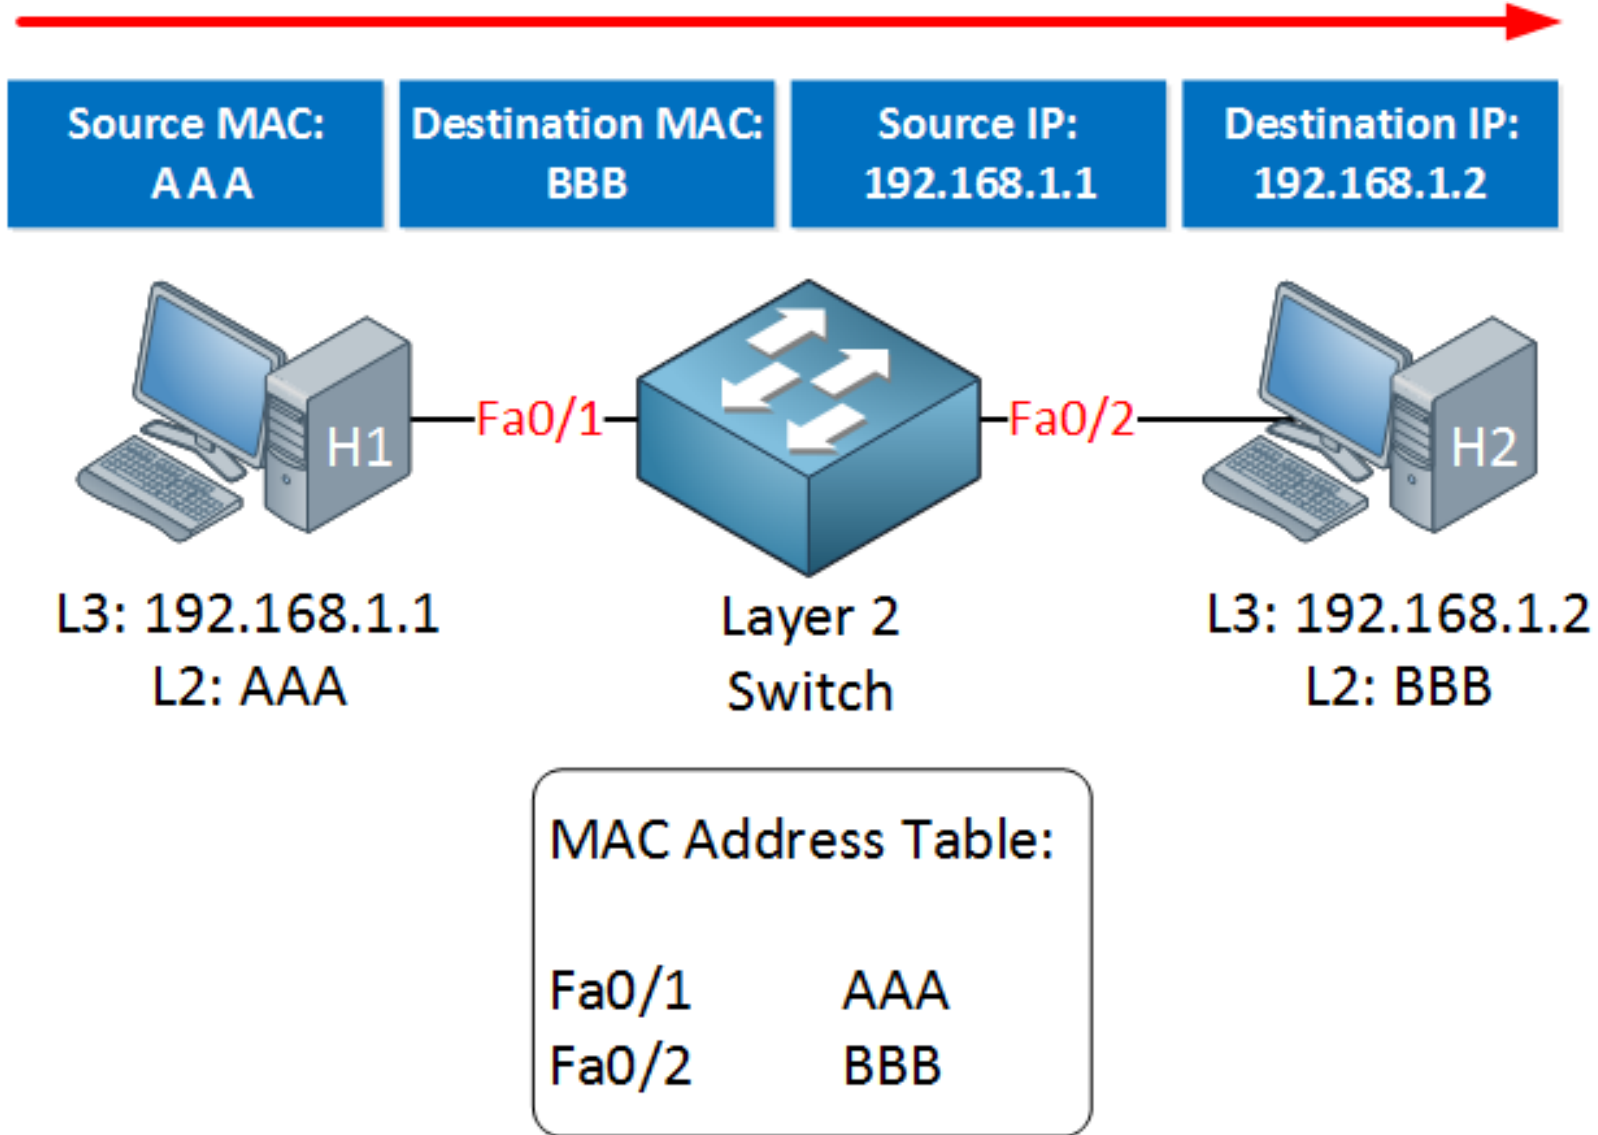 Source MAC:
AAA
Destination MAC:
BBB
Source IP:
192.168.1.1
Destination IP:
192.168.1.2
H1
Fa0/1
Fa0/2
H2
L3: 192.168.1.1
L2: AAA
Layer 2
Switch
L3: 192.168.1.2
L2: BBB
MAC Address Table:
Fa0/1 AAA
Fa0/2 BBB